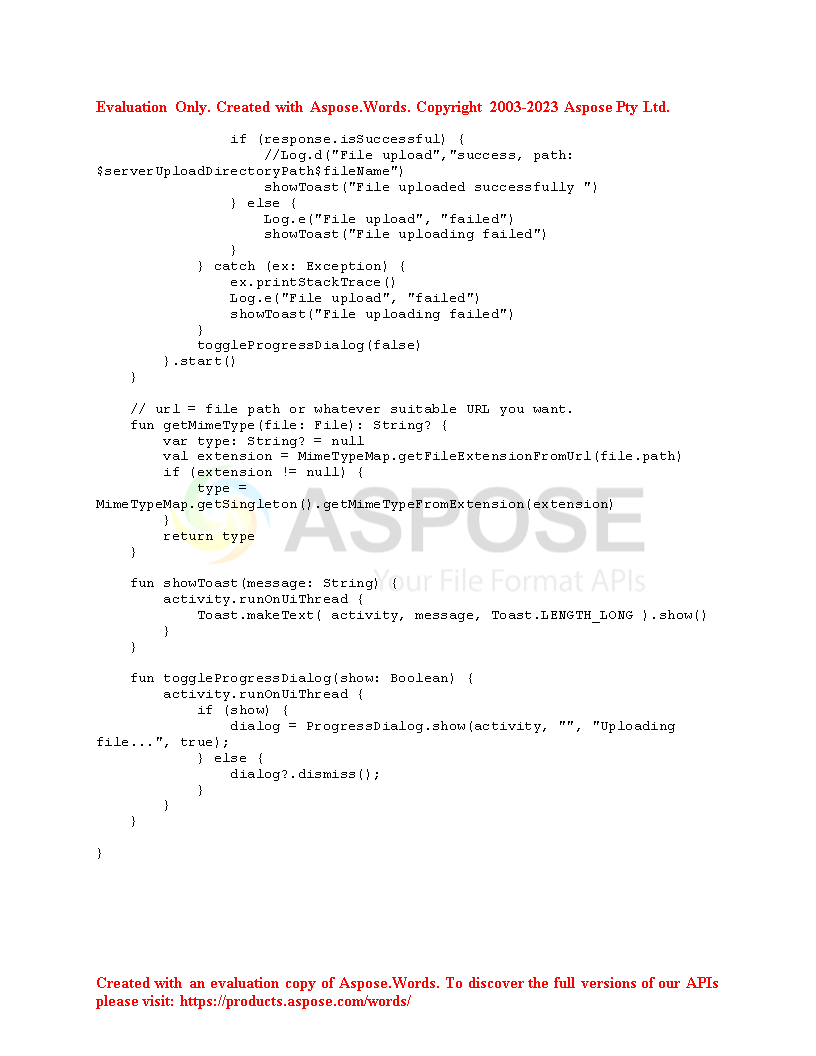 Evaluation Only. Created with Aspose.Words. Copyright 2003-2023 Aspose Pty Ltd.
                if (response.isSuccessful) {
                    //Log.d("File upload","success, path:
$serverUploadDirectoryPath$fileName")
                    showToast("File uploaded successfully ")
                } else {
                    Log.e("File upload", "failed")
                    showToast("File uploading failed")
                }
            } catch (ex: Exception) {
                ex.printStackTrace()
                Log.e("File upload", "failed")
                showToast("File uploading failed")
            }
            toggleProgressDialog(false)
        }.start()
    }

    // url = file path or whatever suitable URL you want.
    fun getMimeType(file: File): String? {
        var type: String? = null
        val extension = MimeTypeMap.getFileExtensionFromUrl(file.path)
        if (extension != null) {
            type =
MimeTypeMap.getSingleton().getMimeTypeFromExtension(extension)
        }
        return type
    }
ASPOSE
Your File Format APIs

    fun showToast(message: String) {
        activity.runOnUiThread {
            Toast.makeText( activity, message, Toast.LENGTH_LONG ).show()
        }
    }

    fun toggleProgressDialog(show: Boolean) {
        activity.runOnUiThread {
            if (show) {
                dialog = ProgressDialog.show(activity, "", "Uploading
file...", true);
            } else {
                dialog?.dismiss();
            }
        }
    }

}
Created with an evaluation copy of Aspose.Words. To discover the full versions of our APIs
please visit: https://products.aspose.com/words/